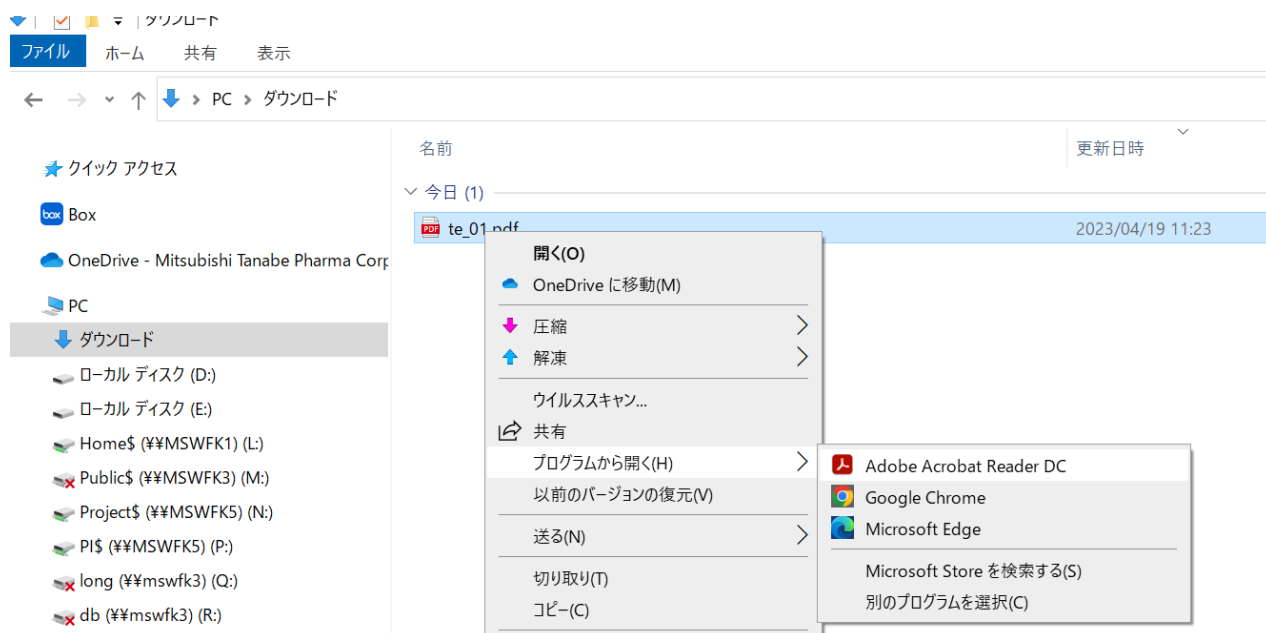 ダウンロード
ファイル ホーム 共有 表示
PC ダウンロード
名前 更新日時
クイック アクセス
今日 (1)
Box
te_01.pdf 2023/04/19 11:23
開く(O)
OneDrive - Mitsubishi Tanabe Pharma Corp
OneDrive に移動(M)
PC
圧縮
ダウンロード
解凍
ローカル ディスク (D:)
ウイルススキャン...
ローカル ディスク (E:)
共有
Home$ (¥¥MSWFK1) (L:)
プログラムから開く(H)
Adobe Acrobat Reader DC
Public$ (¥¥MSWFK3) (M:)
以前のバージョンの復元(V)
Google Chrome
Project$ (¥¥MSWFK5) (N:)
送る(N)
Microsoft Edge
PI$ (¥¥MSWFK5) (P:)
Microsoft Store を検索する(S)
long (¥¥mswfk3) (Q:)
切り取り(T)
別のプログラムを選択(C)
db (¥¥mswfk3) (R:)
コピー(C)